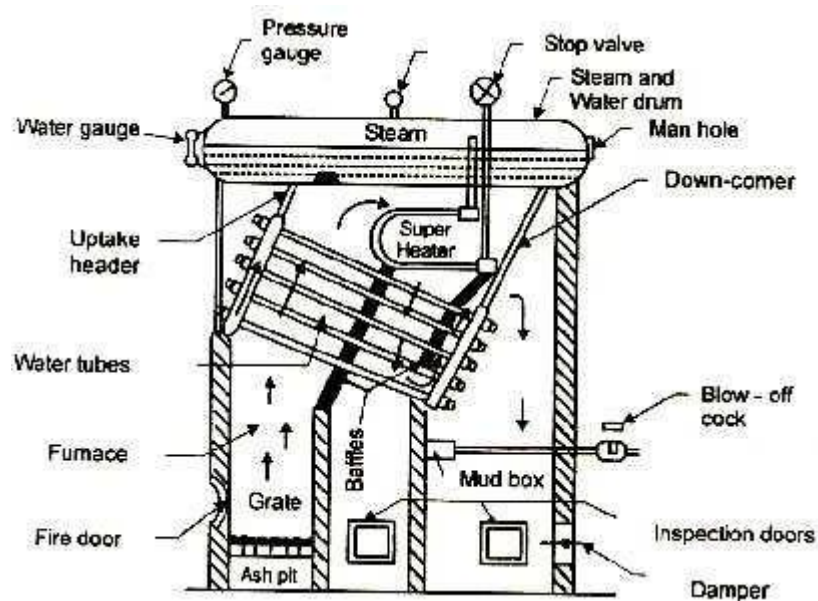 Pressure
gauge
Stop valve
Steam and
Water drum
Water gauge
Steam
Man hole
Down-comer
Uptake
header
Super
Heater
Water tubes
Blow - off
cock
Furnace
Baffles
Mud box
Grate
Fire door
Inspection doors
Ash pit
Damper